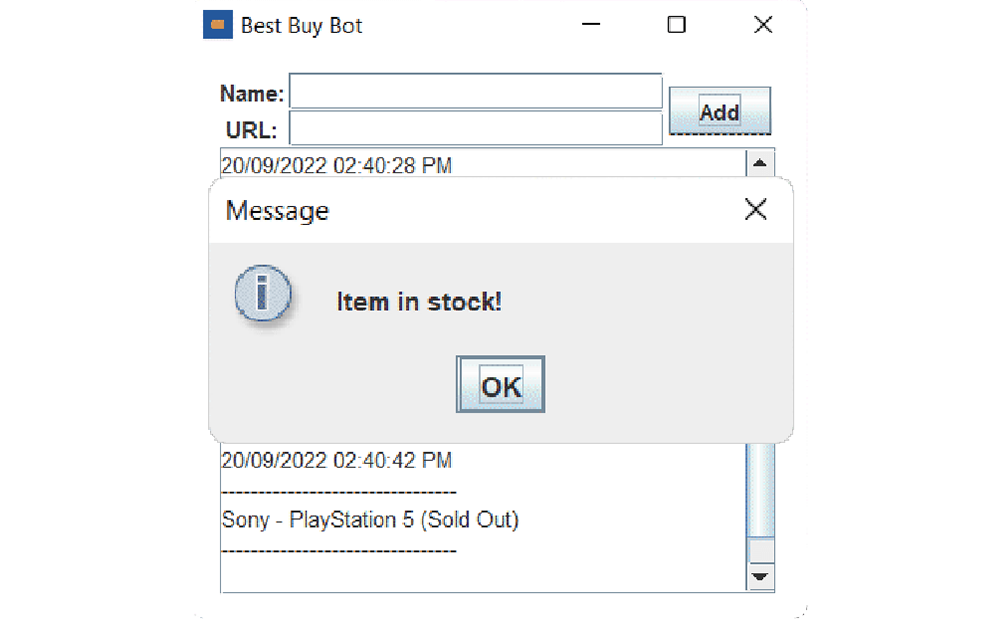 Best Buy Bot
Name:
Add
URL:
20/09/2022 02:40:28 PM
Message
i
Item in stock!
OK
20/09/2022 02:40:42 PM
--------------------------------
Sony - PlayStation 5 (Sold Out)
--------------------------------